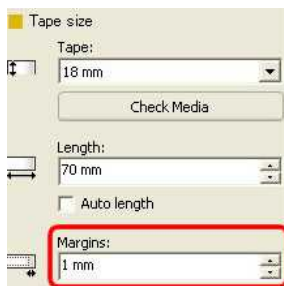 Tape size
Tape:
18 mm
Check Media
Length:
70 mm
Auto length
Margins:
1 mm